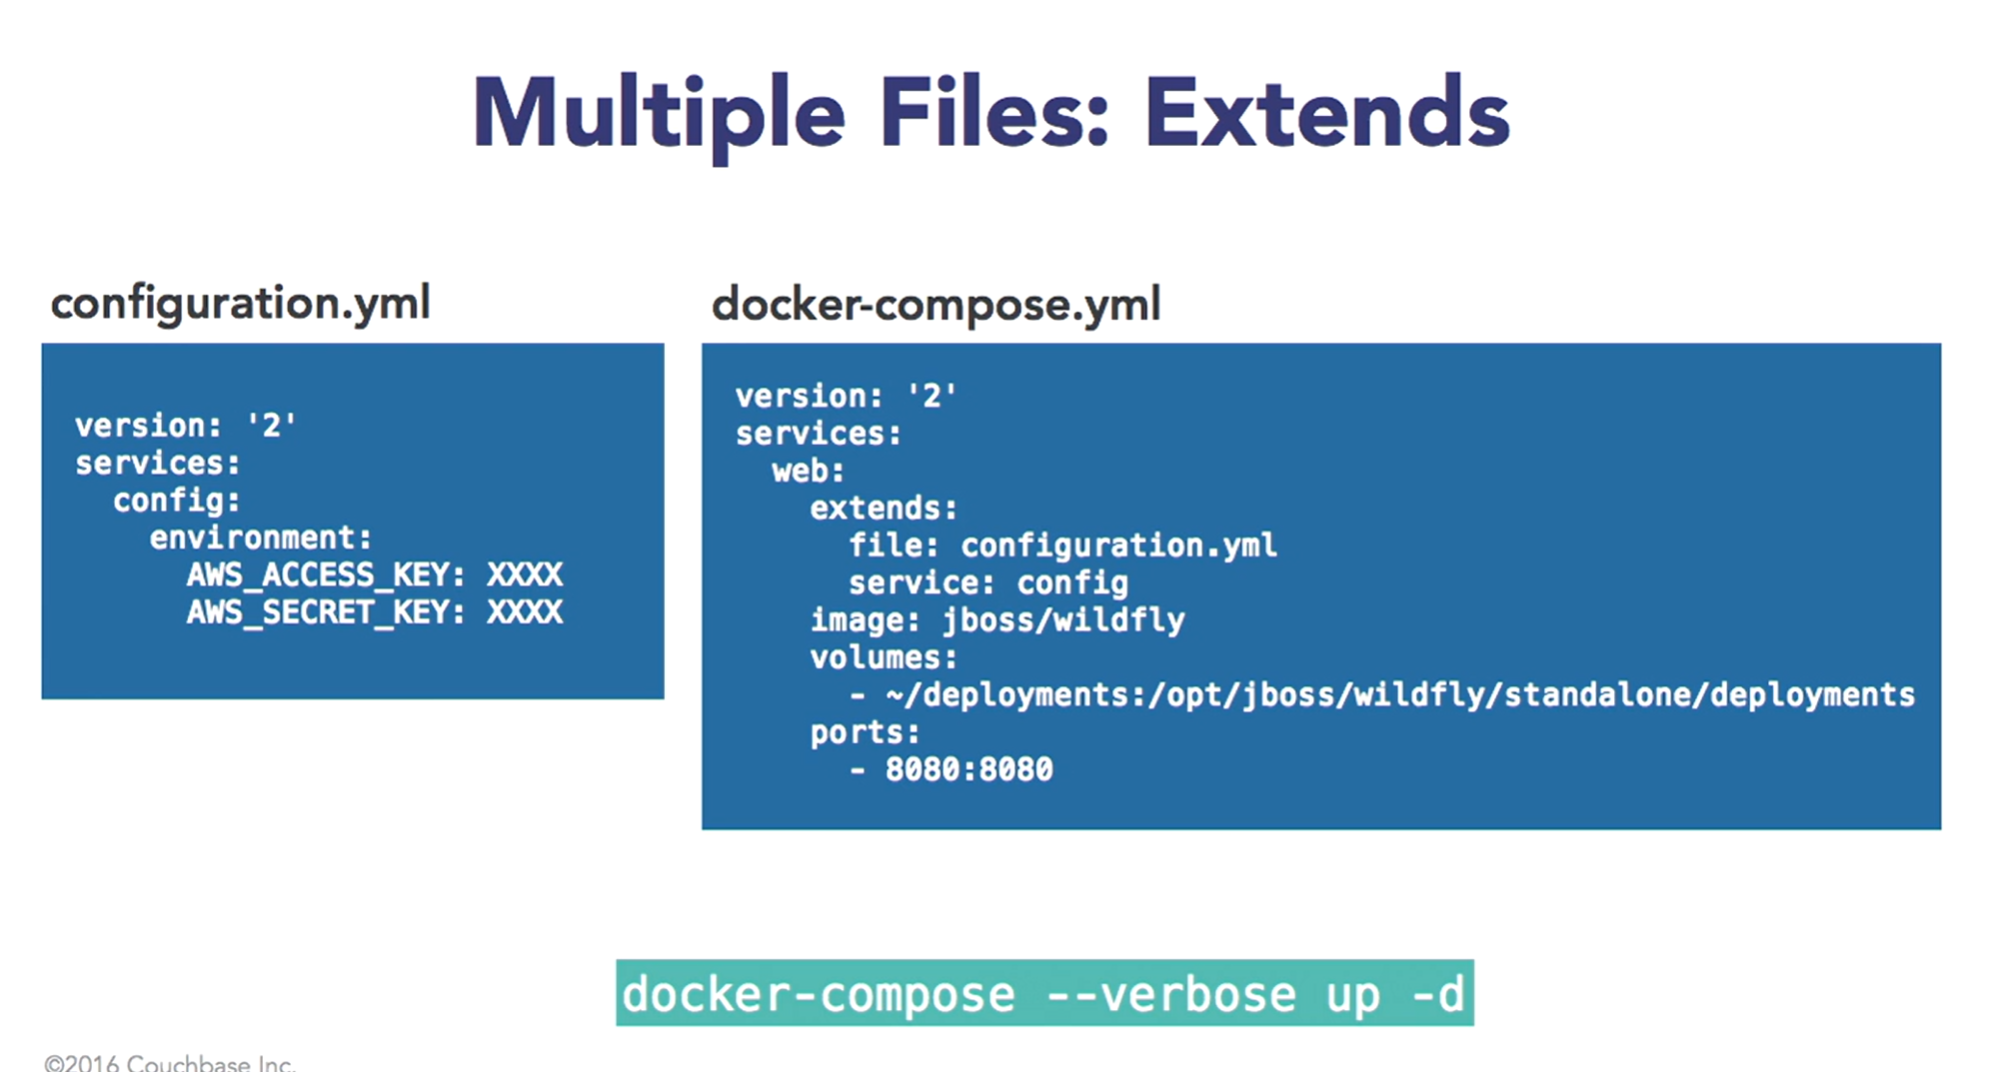 Multiple Files: Extends
configuration.yml
version: '2'
services:
  config:
    environment:
      AWS_ACCESS_KEY: XXXX
      AWS_SECRET_KEY: XXXX
docker-compose.yml
version: '2'
services:
  web:
    extends:
      file: configuration.yml
      service: config
    image: jboss/wildfly
    volumes:
      - ~/deployments:/opt/jboss/wildfly/standalone/deployments
    ports:
      - 8080:8080
docker-compose --verbose up -d
©2016 Couchbase Inc.